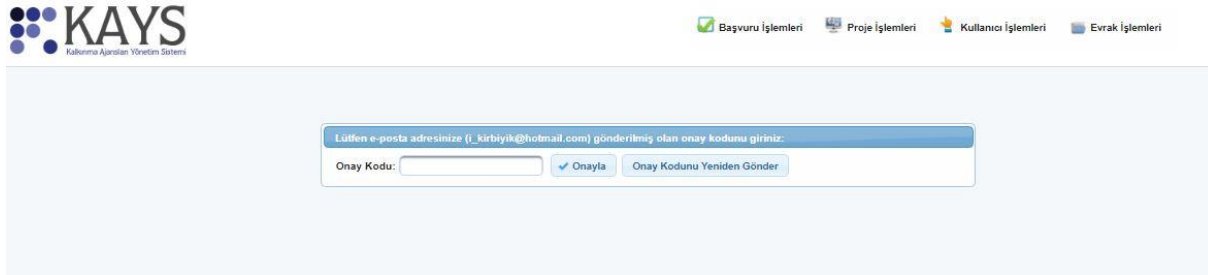 KAYS
Kalkınma Ajansları Yönetim Sistemi
Başvuru İşlemleri Proje İşlemleri Kullanıcı İşlemleri Evrak İşlemleri
Lütfen e-posta adresinize (i_kirbiyik@hotmail.com) gönderilmiş olan onay kodunu giriniz:
Onay Kodu: Onayla Onay Kodunu Yeniden Gönder